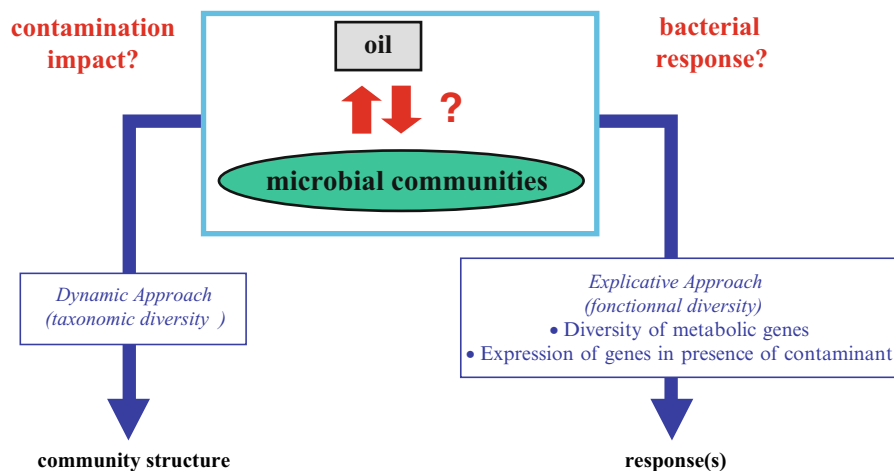 contamination
impact?
oil
bacterial
response?
?
microbial communities
Dynamic Approach
(taxonomic diversity )
Explicative Approach
(fonctionnal diversity)
• Diversity of metabolic genes
• Expression of genes in presence of contaminant
community structure
response(s)